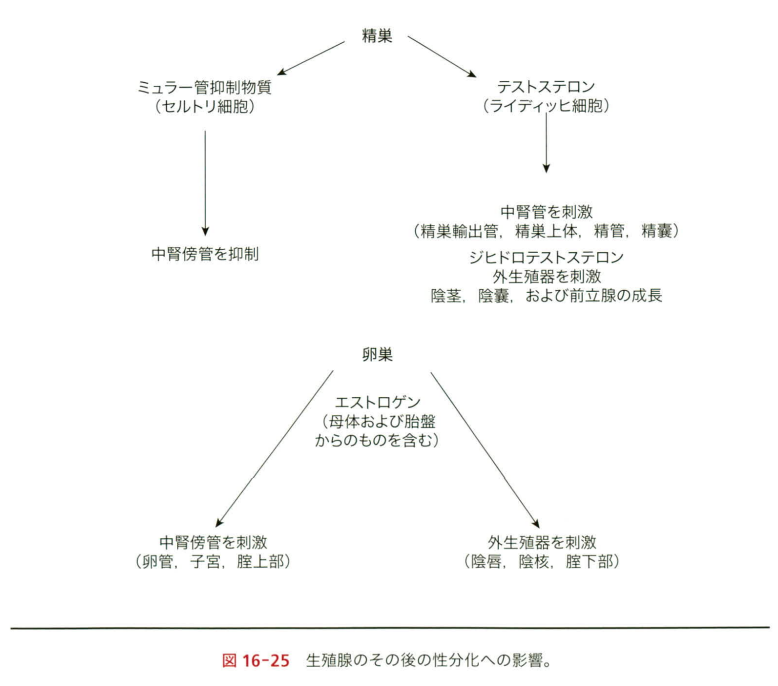 精巣
ミュラー管抑制物質
（セルトリ細胞）
テストステロン
（ライディッヒ細胞）
中腎傍管を抑制
中腎管を刺激
（精巣輸出管，精巣上体，精管，精嚢）
ジヒドロテストステロン
外生殖器を刺激
陰茎，陰嚢，および前立腺の成長
卵巣
エストロゲン
（母体および胎盤
からのものを含む）
中腎傍管を刺激
（卵管，子宮，腟上部）
外生殖器を刺激
（陰唇，陰核，腟下部）
図 16-25　生殖腺のその後の性分化への影響。